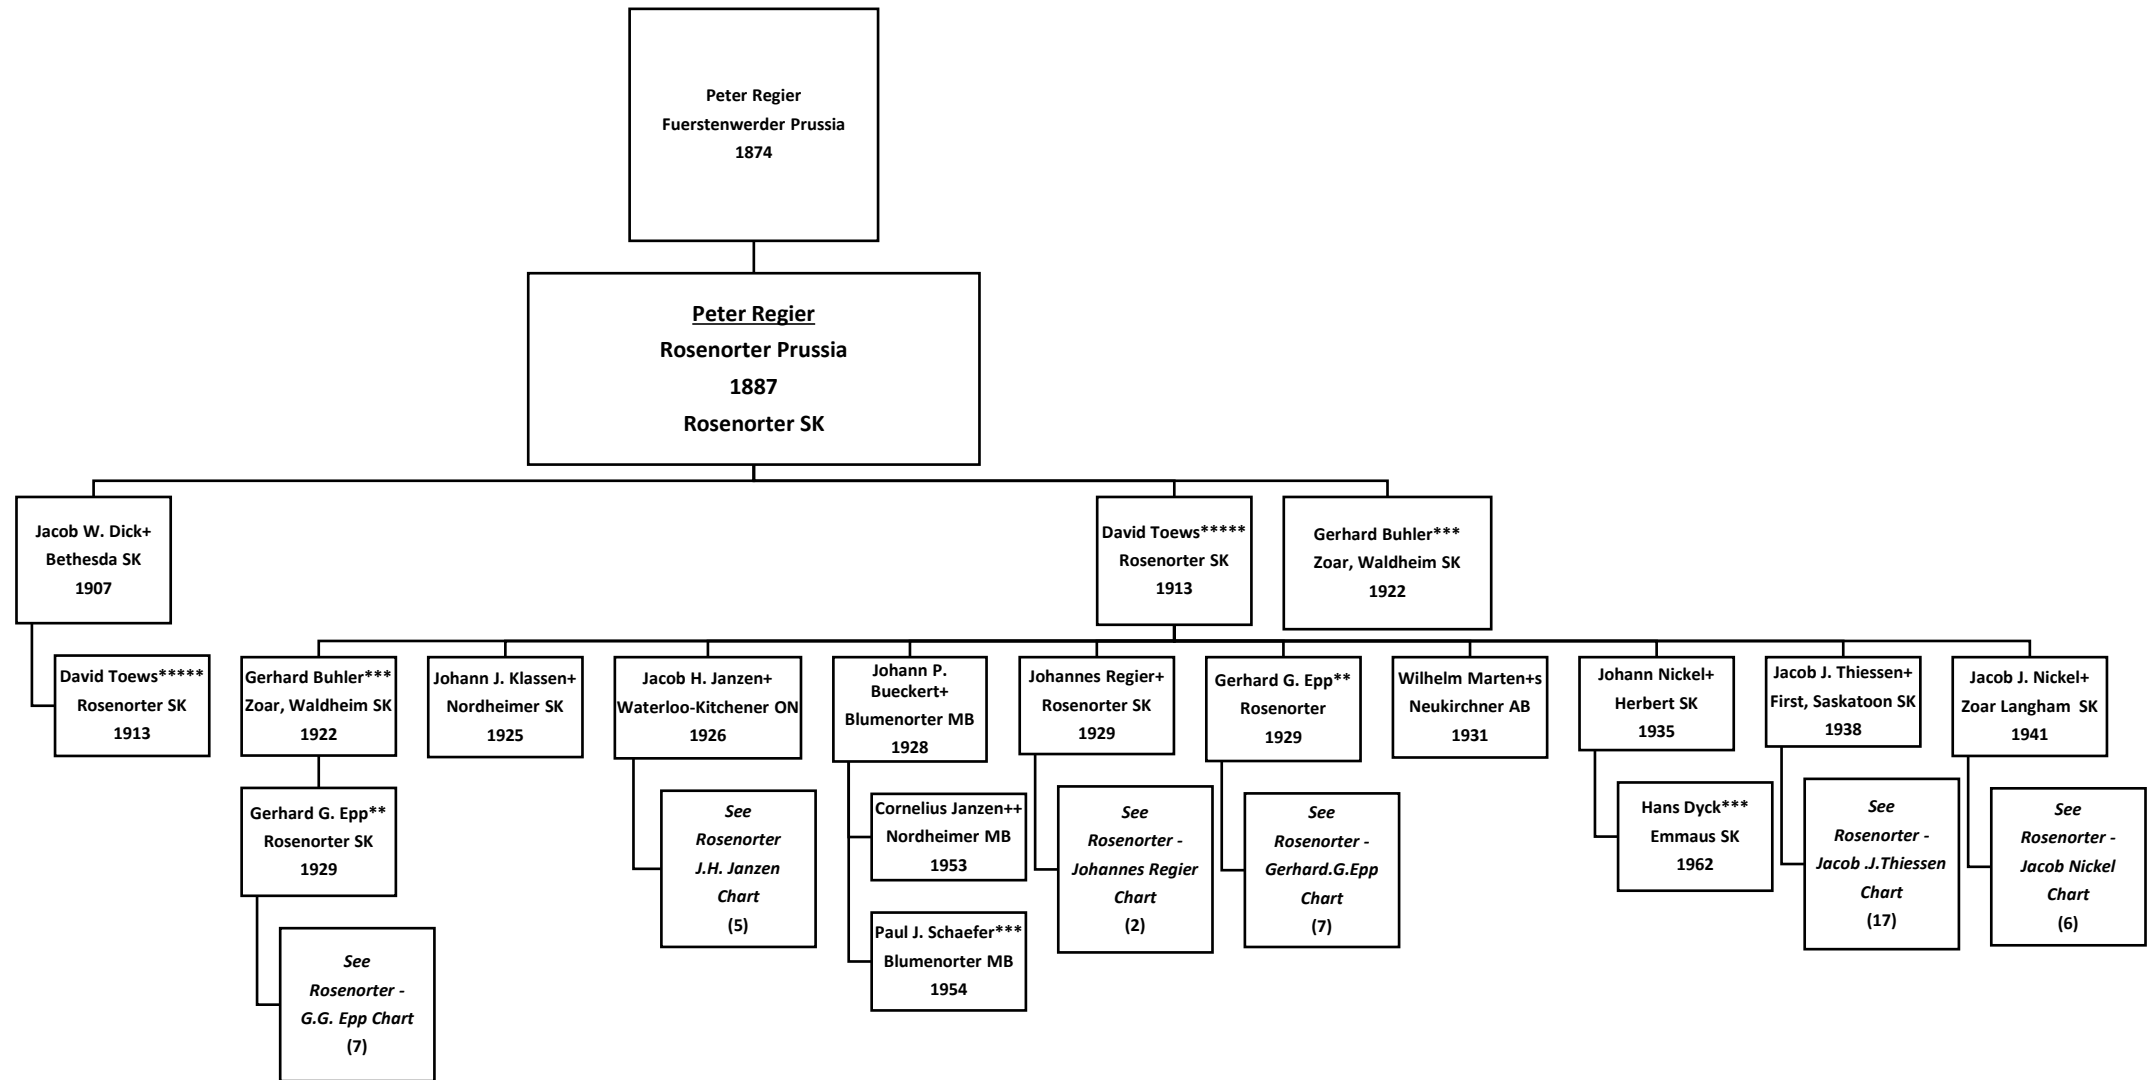 Peter Regier
Fuerstenwerder Prussia
1874
Peter Regier
Rosenorter Prussia
1887
Rosenorter SK
Jacob W. Dick+
Bethesda SK
1907
David Toews*****
Rosenorter SK
1913
Gerhard Buhler***
Zoar, Waldheim SK
1922
David Toews*****
Rosenorter SK
1913
Gerhard Buhler***
Zoar, Waldheim SK
1922
Johann J. Klassen+
Nordheimer SK
1925
Jacob H. Janzen+
Waterloo-Kitchener ON
1926
Johann P.
Bueckert+
Blumenorter MB
1928
Johannes Regier+
Rosenorter SK
1929
Gerhard G. Epp**
Rosenorter
1929
Wilhelm Marten+s
Neukirchner AB
1931
Johann Nickel+
Herbert SK
1935
Jacob J. Thiessen+
First, Saskatoon SK
1938
Jacob J. Nickel+
Zoar Langham SK
1941
Gerhard G. Epp**
Rosenorter SK
1929
See
Rosenorter
J.H. Janzen
Chart
(5)
Cornelius Janzen++
Nordheimer MB
1953
Paul J. Schaefer***
Blumenorter MB
1954
See
Rosenorter -
Johannes Regier
Chart
(2)
See
Rosenorter -
Gerhard.G.Epp
Chart
(7)
Hans Dyck***
Emmaus SK
1962
See
Rosenorter -
Jacob .J.Thiessen
Chart
(17)
See
Rosenorter -
Jacob Nickel
Chart
(6)
See
Rosenorter -
G.G. Epp Chart
(7)